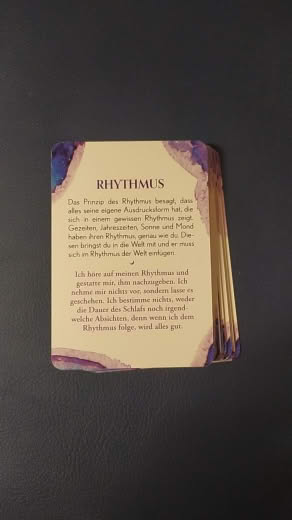 RHYTHMUS
Das Prinzip des Rhythmus besagt, dass
alles seine eigene Ausdrucksform hat, die
sich in einem gewissen Rhythmus zeigt.
Gezeiten, Jahreszeiten, Sonne und Mond
haben ihren Rhythmus, genau wie du. Die-
sen bringst du in die Welt mit und er muss
sich im Rhythmus der Welt einfügen.
Ich höre auf meinen Rhythmus und
gestatte mir, ihm nachzugeben. Ich
nehme mir nichts vor, sondern lasse es
geschehen. Ich bestimme nichts, weder
die Dauer des Schlafs noch irgend-
welche Absichten, denn wenn ich dem
Rhythmus folge, wird alles gut.